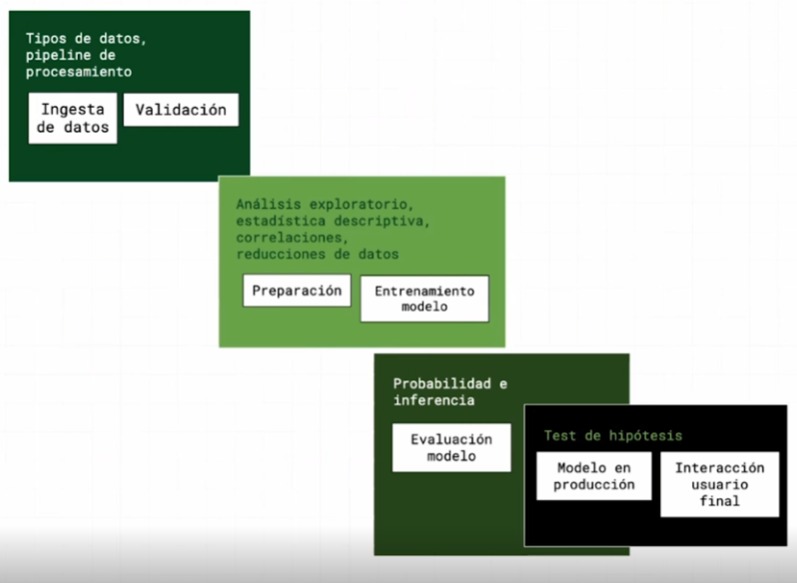 Tipos de datos,
pipeline de
procesamiento
Ingesta
de datos
Validación
Análisis exploratorio,
estadística descriptiva,
correlaciones,
reducciones de datos
Preparación
Entrenamiento
modelo
Probabilidad e
inferencia
Evaluación
modelo
Test de hipótesis
Modelo en
producción
Interacción
usuario
final